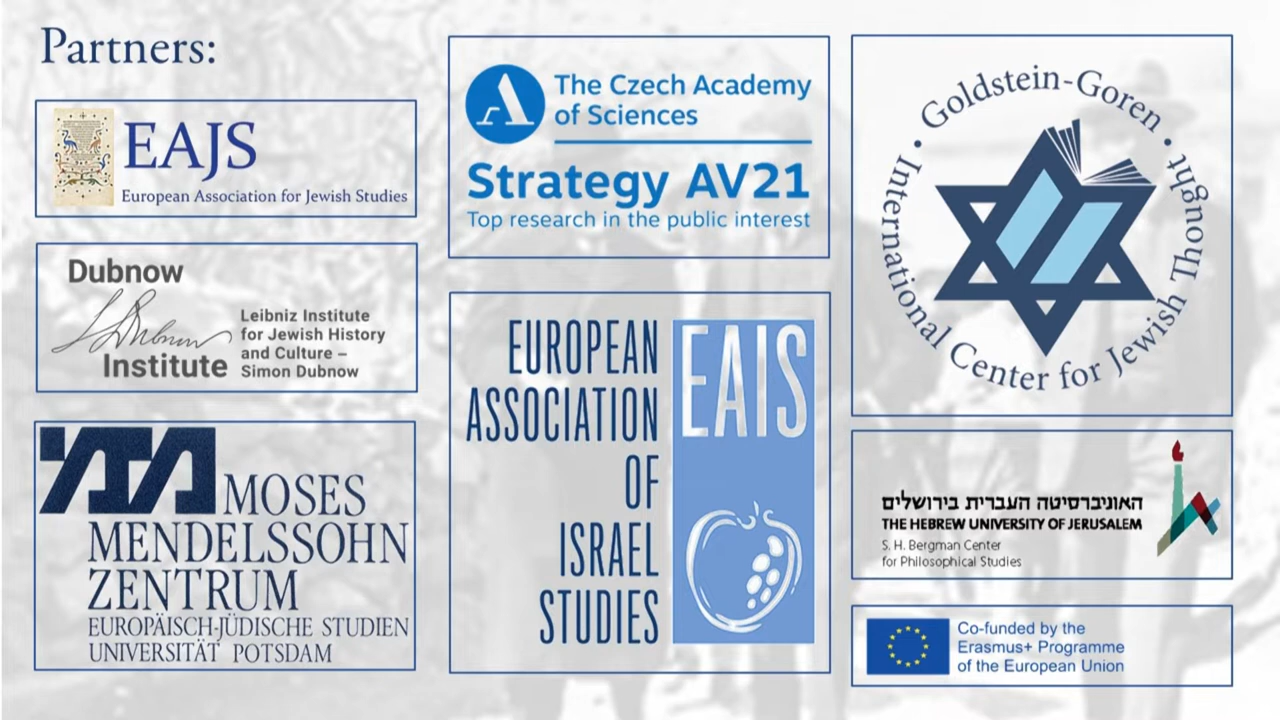 Partners:
EAJS
European Association for Jewish Studies
Dubnow
Institute
Leibniz Institute
for Jewish History
and Culture –
Simon Dubnow
MOSES
MENDELSSOHN
ZENTRUM
EUROPÄISCH-JÜDISCHE STUDIEN
UNIVERSITÄT POTSDAM
The Czech Academy
of Sciences
Strategy AV21
Top research in the public interest
EUROPEAN
ASSOCIATION
OF
ISRAEL
STUDIES
EAIS
· Goldstein-Goren ·
International Center for Jewish Thought
האוניברסיטה העברית בירושלים
THE HEBREW UNIVERSITY OF JERUSALEM
S. H. Bergman Center
for Philosophical Studies
Co-funded by the
Erasmus+ Programme
of the European Union